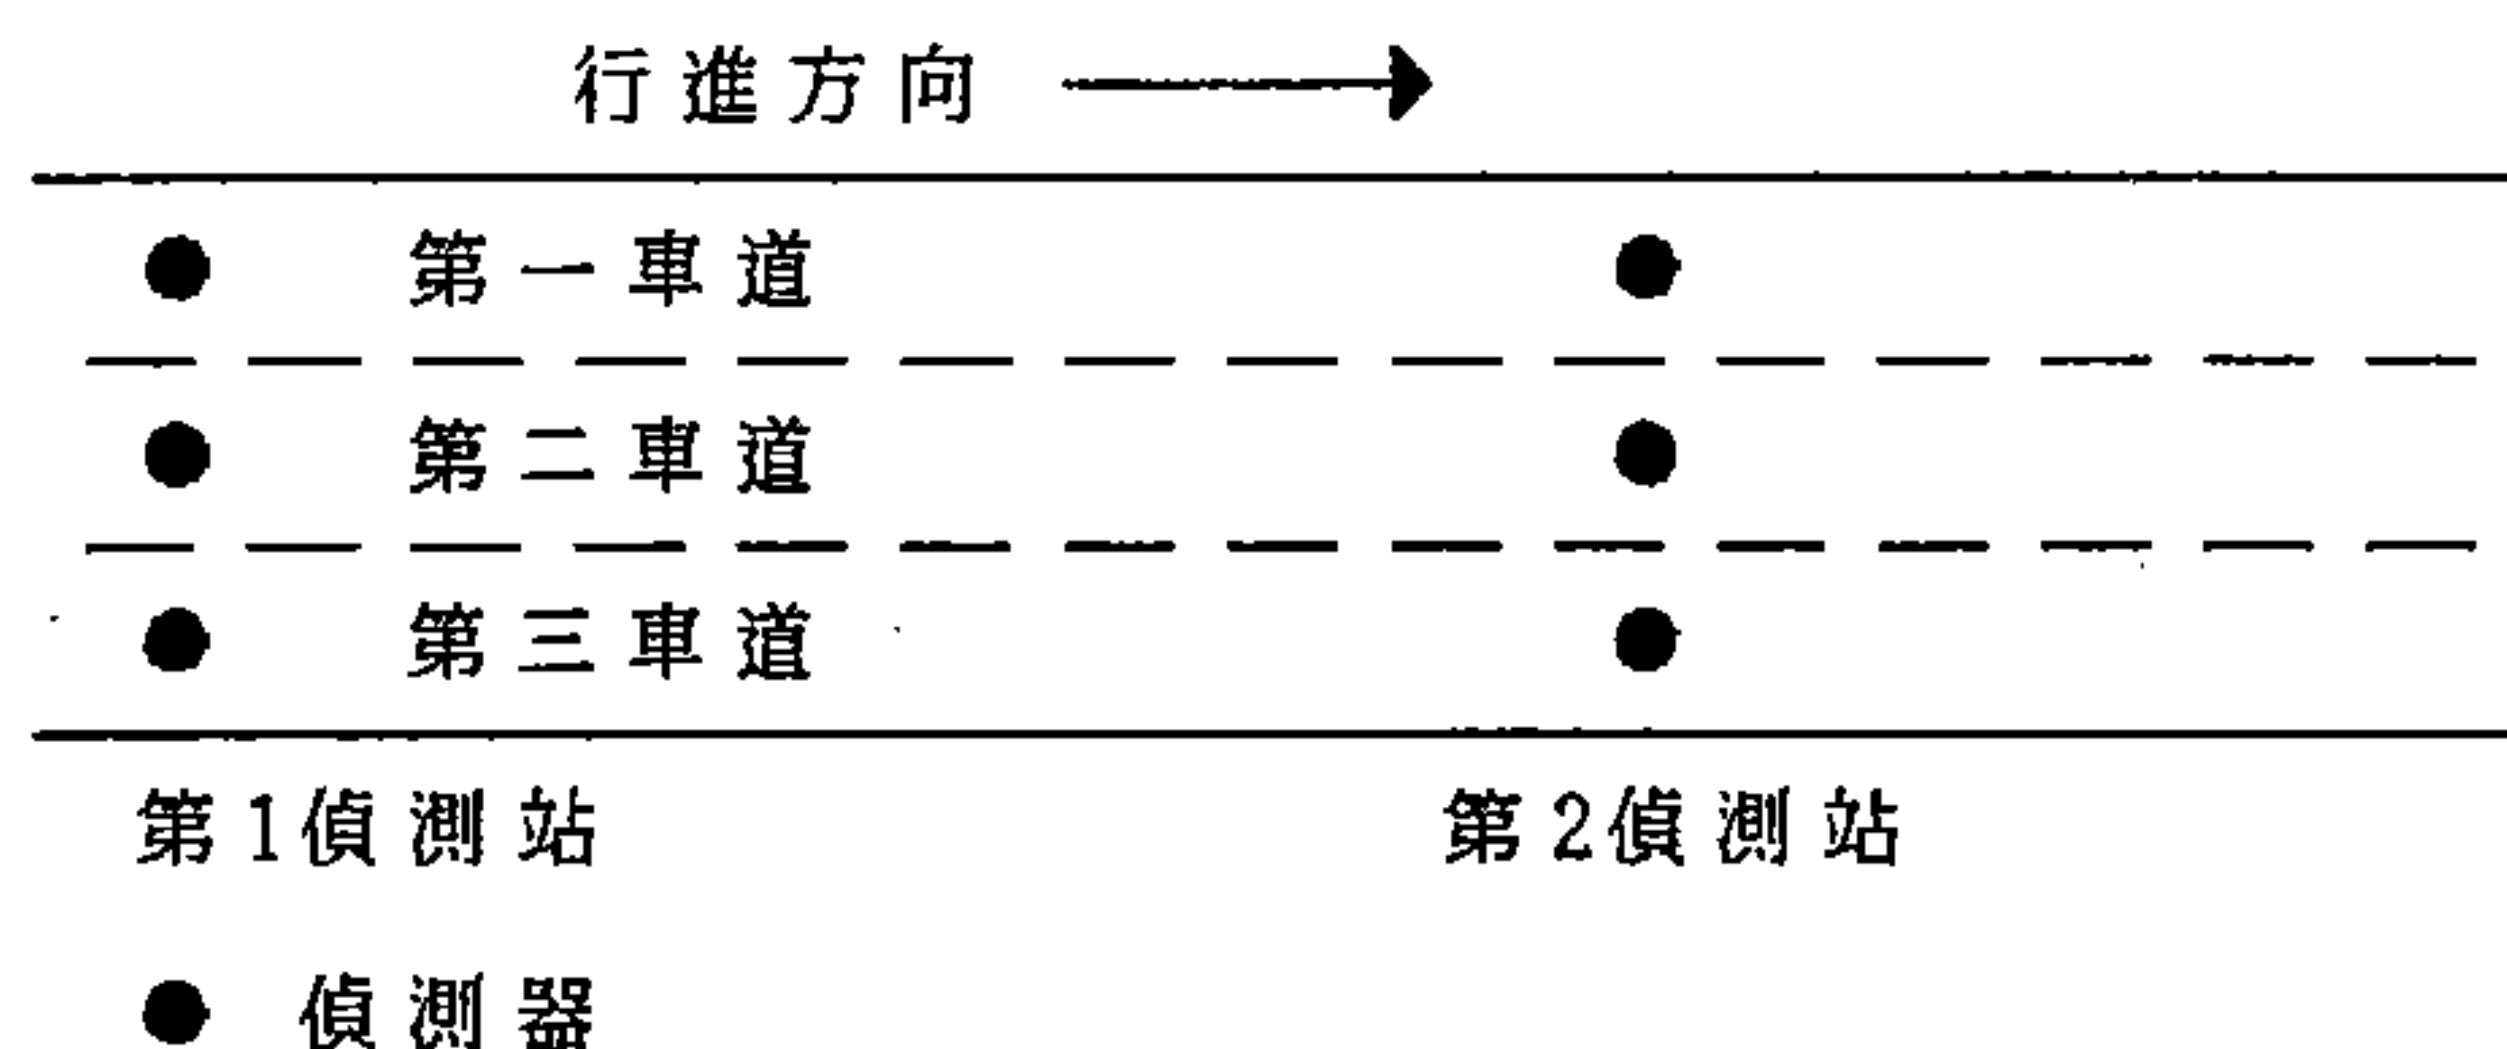 行進方向
第一車道
第二車道
第三車道
第1偵測站 第2偵測站
偵測器